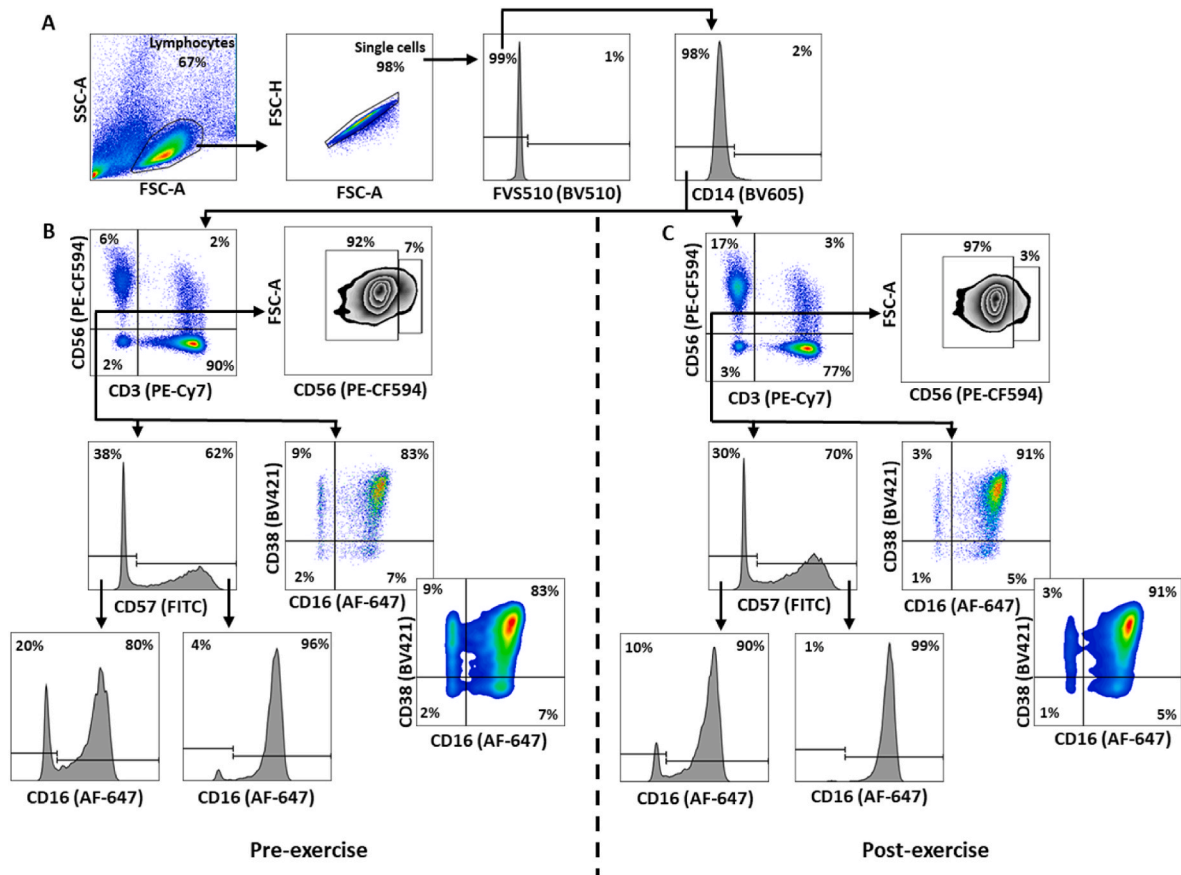 A
Lymphocytes
67%
SSC-A
FSC-A
Single cells
98%
FSC-H
FSC-A
99%
1%
FVS510 (BV510)
98%
2%
CD14 (BV605)
B
6%
2%
2%
90%
CD56 (PE-CF594)
CD3 (PE-Cy7)
92%
7%
FSC-A
CD56 (PE-CF594)
38%
62%
CD57 (FITC)
9%
83%
2%
7%
CD38 (BV421)
CD16 (AF-647)
9%
83%
2%
7%
CD38 (BV421)
CD16 (AF-647)
20%
80%
CD16 (AF-647)
4%
96%
CD16 (AF-647)
Pre-exercise
C
17%
3%
3%
77%
CD56 (PE-CF594)
CD3 (PE-Cy7)
97%
3%
FSC-A
CD56 (PE-CF594)
30%
70%
CD57 (FITC)
3%
91%
1%
5%
CD38 (BV421)
CD16 (AF-647)
3%
91%
1%
5%
CD38 (BV421)
CD16 (AF-647)
10%
90%
CD16 (AF-647)
1%
99%
CD16 (AF-647)
Post-exercise